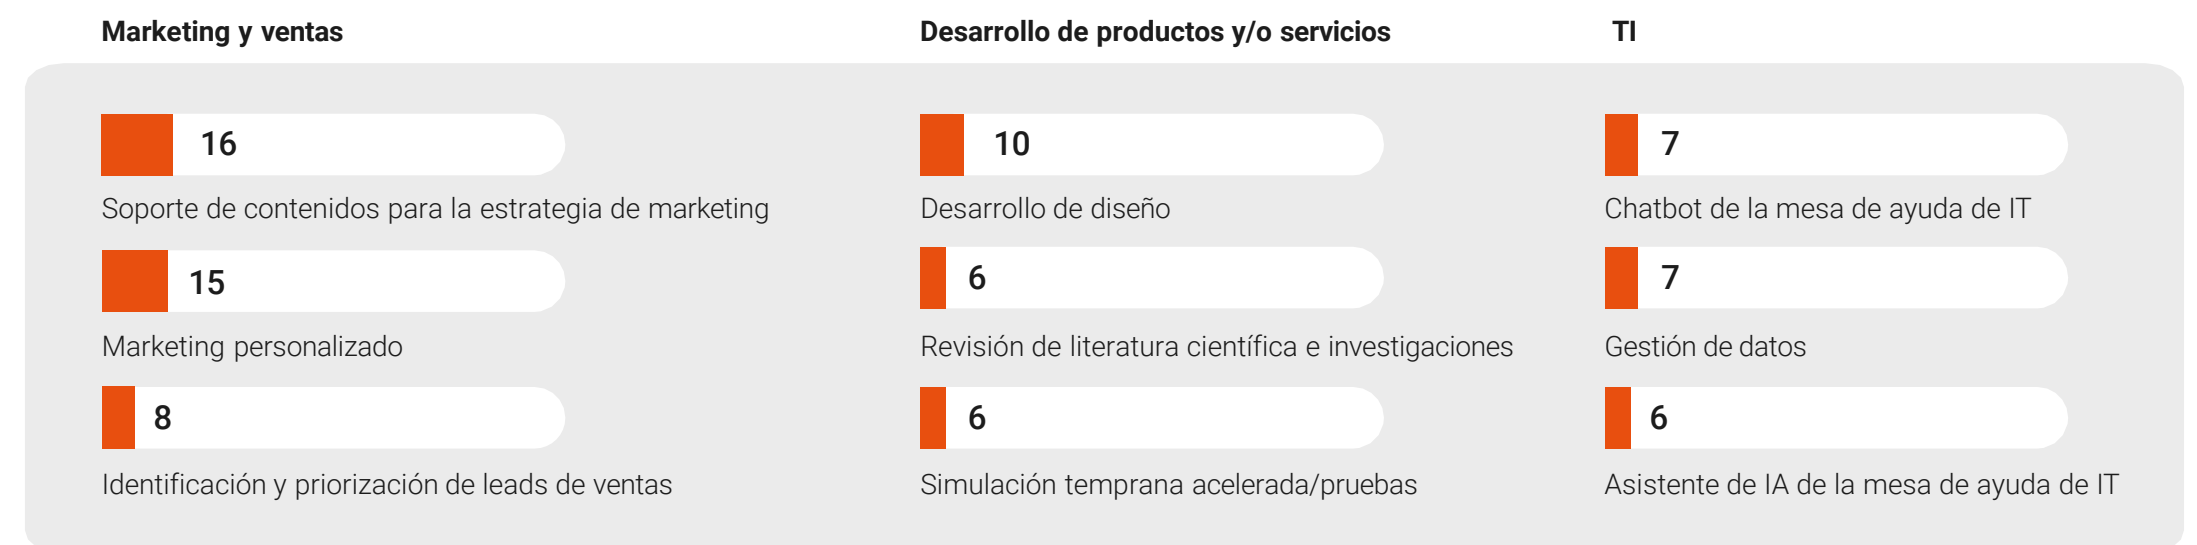 Marketing y ventas
16
Soporte de contenidos para la estrategia de marketing
15
Marketing personalizado
8
Identificación y priorización de leads de ventas
Desarrollo de productos y/o servicios
10
Desarrollo de diseño
6
Revisión de literatura científica e investigaciones
6
Simulación temprana acelerada/pruebas
TI
7
Chatbot de la mesa de ayuda de IT
7
Gestión de datos
6
Asistente de IA de la mesa de ayuda de IT